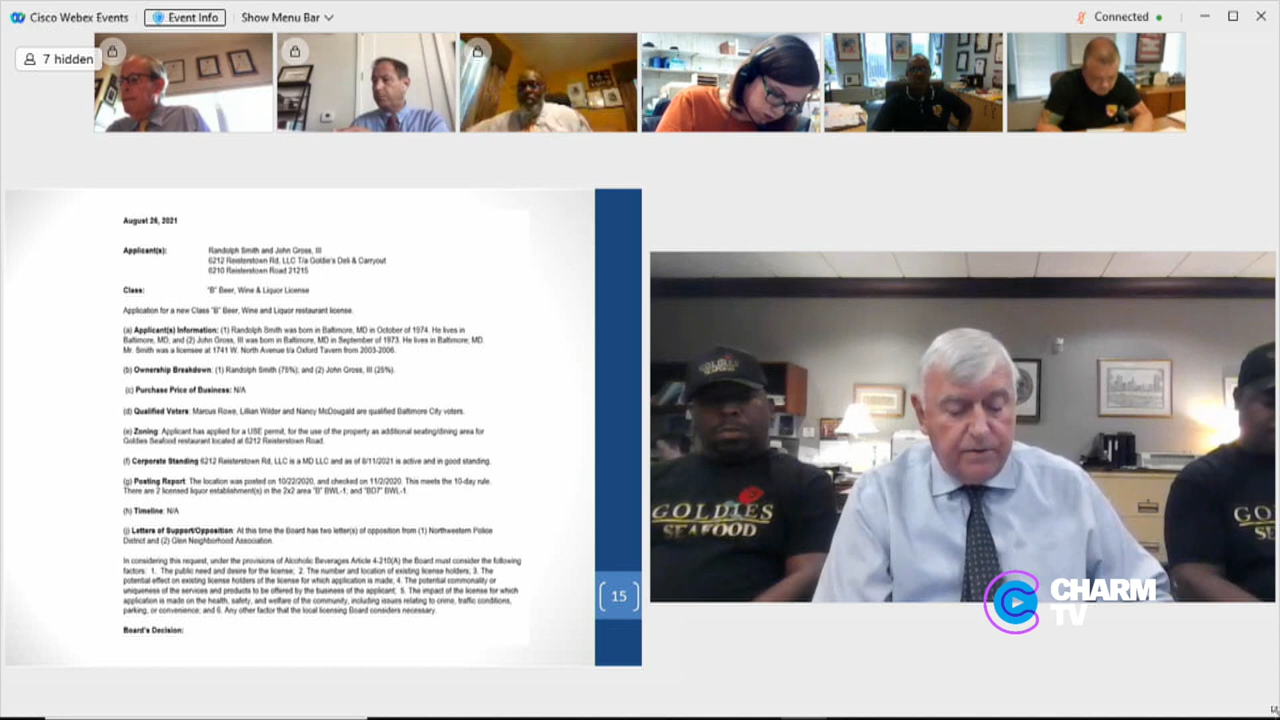 Cisco Webex Events
Event Info
Show Menu Bar
Connected
7 hidden
August 26, 2021
Applicant(s): Randolph Smith and John Gross, III
6212 Reisterstown Rd, LLC T/a Goldie's Deli & Carryout
6210 Reisterstown Road 21215
Class: "B" Beer, Wine & Liquor License
Application for a new Class "B" Beer, Wine and Liquor restaurant license.
(a) Applicant(s) Information: (1) Randolph Smith was born in Baltimore, MD in October of 1974. He lives in
Baltimore, MD, and (2) John Gross, III was born in Baltimore, MD in September of 1973. He lives in Baltimore, MD.
Mr. Smith was a licensee at 1741 W. North Avenue t/a Oxford Tavern from 2003-2006.
(b) Ownership Breakdown: (1) Randolph Smith (75%); and (2) John Gross, III (25%).
(c) Purchase Price of Business: N/A
(d) Qualified Voters: Marcus Rowe, Lillian Wilder and Nancy McDougald are qualified Baltimore City voters.
(e) Zoning: Applicant has applied for a USE permit, for the use of the property as additional seating/dining area for
Goldies Seafood restaurant located at 6212 Reisterstown Road.
(f) Corporate Standing 6212 Reisterstown Rd, LLC is a MD LLC and as of 8/11/2021 is active and in good standing.
(g) Posting Report: The location was posted on 10/22/2020, and checked on 11/2/2020. This meets the 10-day rule.
There are 2 licensed liquor establishment(s) in the 2x2 area "B" BWL-1; and "BD7" BWL-1.
(h) Timeline: N/A
(i) Letters of Support/Opposition: At this time the Board has two letter(s) of opposition from (1) Northwestern Police
District and (2) Glen Neighborhood Association.
In considering this request, under the provisions of Alcoholic Beverages Article 4-210(A) the Board must consider the following
factors: 1. The public need and desire for the license; 2. The number and location of existing license holders; 3. The
potential effect on existing license holders of the license for which application is made; 4. The potential commonality or
uniqueness of the services and products to be offered by the business of the applicant; 5. The impact of the license for which
application is made on the health, safety, and welfare of the community, including issues relating to crime, traffic conditions,
parking, or convenience; and 6. Any other factor that the local licensing Board considers necessary.
Board's Decision:
15
GOLDIES
GOLDIES
SEAFOOD
GO
SE
CHARM
TV